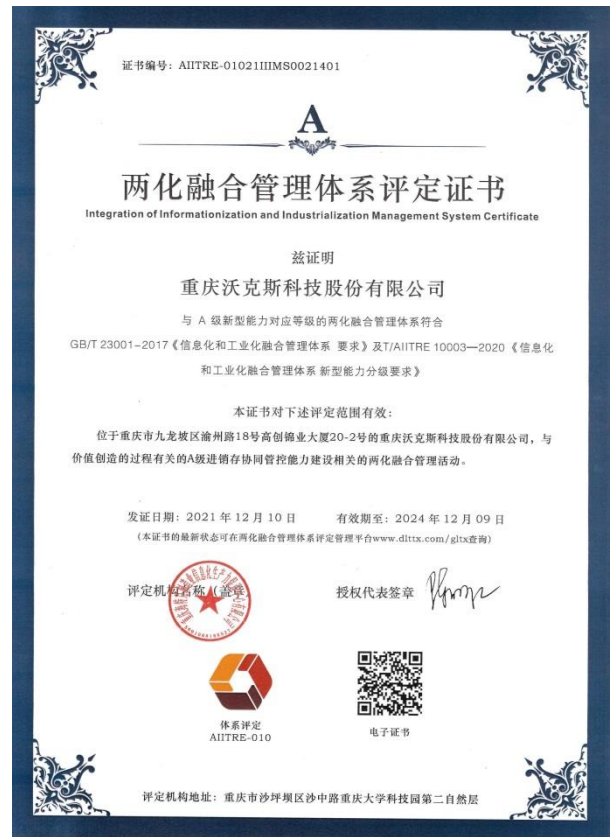 证书编号：AIITRE-01021IIIMS0021401
A
两化融合管理体系评定证书
Integration of Informationization and Industrialization Management System Certificate
兹证明
重庆沃克斯科技股份有限公司
与 A 级新型能力对应等级的两化融合管理体系符合
GB/T 23001-2017《信息化和工业化融合管理体系 要求》及T/AIITRE 10003—2020《信息化
和工业化融合管理体系 新型能力分级要求》
本证书对下述评定范围有效：
位于重庆市九龙坡区渝州路18号高创锦业大厦20-2号的重庆沃克斯科技股份有限公司，与
价值创造的过程有关的A级进销存协同管控能力建设相关的两化融合管理活动。
发证日期：2021 年 12 月 10 日 有效期至：2024 年 12 月 09 日
（本证书的最新状态可在两化融合管理体系评定管理平台www.dlttx.com/gltx查询）
评定机构名称（盖章） 授权代表签章
体系评定
AIITRE-010
电子证书
评定机构地址：重庆市沙坪坝区沙中路重庆大学科技园第二自然层